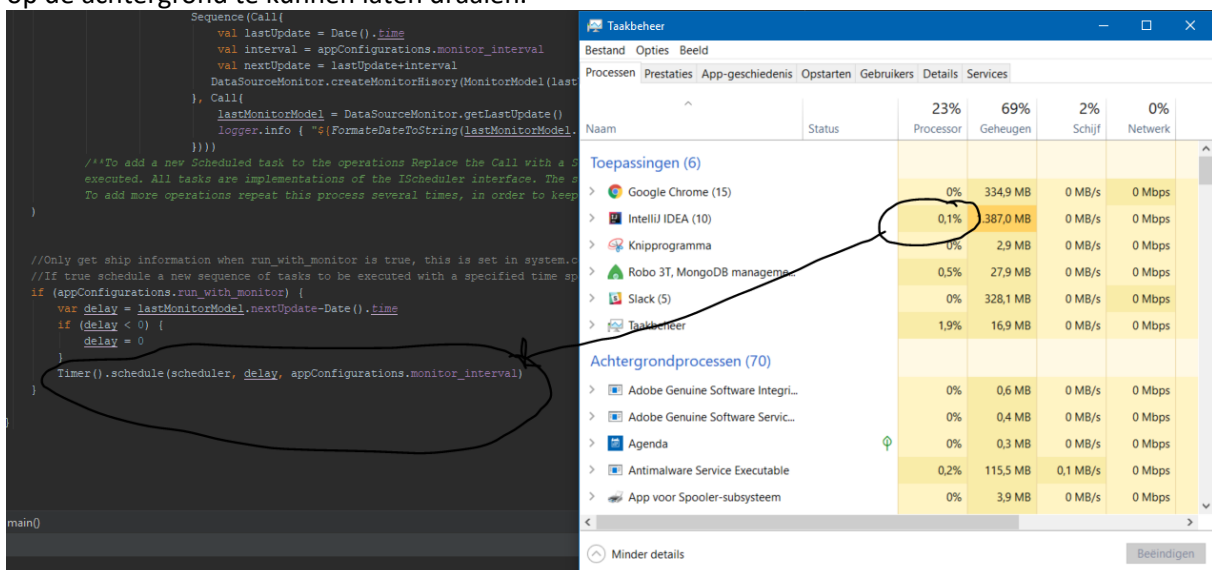 op de achtergrond te kunnen laten draaien.
Sequence(Call{
val lastUpdate = Date().time
val interval = appConfigurations.monitor_interval
val nextUpdate = lastUpdate+interval
DataSourceMonitor.createMonitorHisory(MonitorModel(last
}, Call{
lastMonitorModel = DataSourceMonitor.getLastUpdate()
logger.info { "${FormateDateToString(lastMonitorModel.
})))
/**To add a new Scheduled task to the operations Replace the Call with a S
executed. All tasks are implementations of the IScheduler interface. The s
To add more operations repeat this process several times, in order to keep
)
//Only get ship information when run_with_monitor is true, this is set in system.c
//If true schedule a new sequence of tasks to be executed with a specified time sp
if (appConfigurations.run_with_monitor) {
var delay = lastMonitorModel.nextUpdate-Date().time
if (delay < 0) {
delay = 0
}
Timer().schedule(scheduler, delay, appConfigurations.monitor_interval)
}
}
main()
Taakbeheer
Bestand Opties Beeld
Processen Prestaties App-geschiedenis Opstarten Gebruikers Details Services
23% 69% 2% 0%
Naam Status Processor Geheugen Schijf Netwerk
Toepassingen (6)
Google Chrome (15) 0% 334,9 MB 0 MB/s 0 Mbps
IntelliJ IDEA (10) 0,1% .387,0 MB 0 MB/s 0 Mbps
Knipprogramma 0% 2,9 MB 0 MB/s 0 Mbps
Robo 3T, MongoDB manageme... 0,5% 27,9 MB 0 MB/s 0 Mbps
Slack (5) 0% 328,1 MB 0 MB/s 0 Mbps
Taakbeheer 1,9% 16,9 MB 0 MB/s 0 Mbps
Achtergrondprocessen (70)
Adobe Genuine Software Integri... 0% 0,6 MB 0 MB/s 0 Mbps
Adobe Genuine Software Servic... 0% 0,4 MB 0 MB/s 0 Mbps
Agenda 0% 0,3 MB 0 MB/s 0 Mbps
Antimalware Service Executable 0,2% 115,5 MB 0,1 MB/s 0 Mbps
App voor Spooler-subsysteem 0% 3,9 MB 0 MB/s 0 Mbps
Minder details Beëindigen